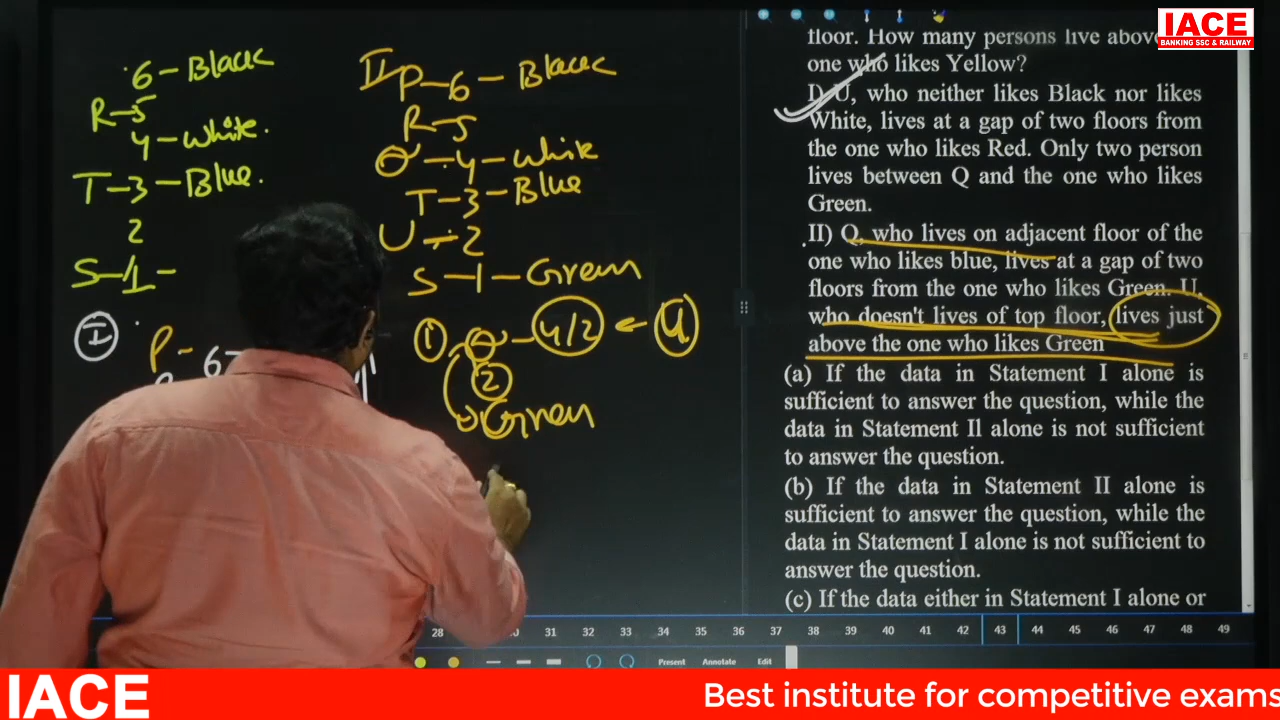 6 - Black
R - 5
4 - White.
T - 3 - Blue.
2
S - 1 -
I
P - 6 -
II P - 6 - Black
R - 5
Q - 4 - White
T - 3 - Blue
U - 2
S - 1 - Green
1 Q - 4/2 ← U
2
Green
IACE
BANKING SSC & RAILWAY
floor. How many persons live above
one who likes Yellow?
I) U, who neither likes Black nor likes
White, lives at a gap of two floors from
the one who likes Red. Only two person
lives between Q and the one who likes
Green.
II) Q, who lives on adjacent floor of the
one who likes blue, lives at a gap of two
floors from the one who likes Green. U,
who doesn't lives of top floor, lives just
above the one who likes Green
(a) If the data in Statement I alone is
sufficient to answer the question, while the
data in Statement Il alone is not sufficient
to answer the question.
(b) If the data in Statement II alone is
sufficient to answer the question, while the
data in Statement I alone is not sufficient to
answer the question.
(c) If the data either in Statement I alone or
28 31 32 33 34 35 36 37 38 39 40 41 42 43 44 45 46 47 48 49
Present Annotate Edit
IACE
Best institute for competitive exams